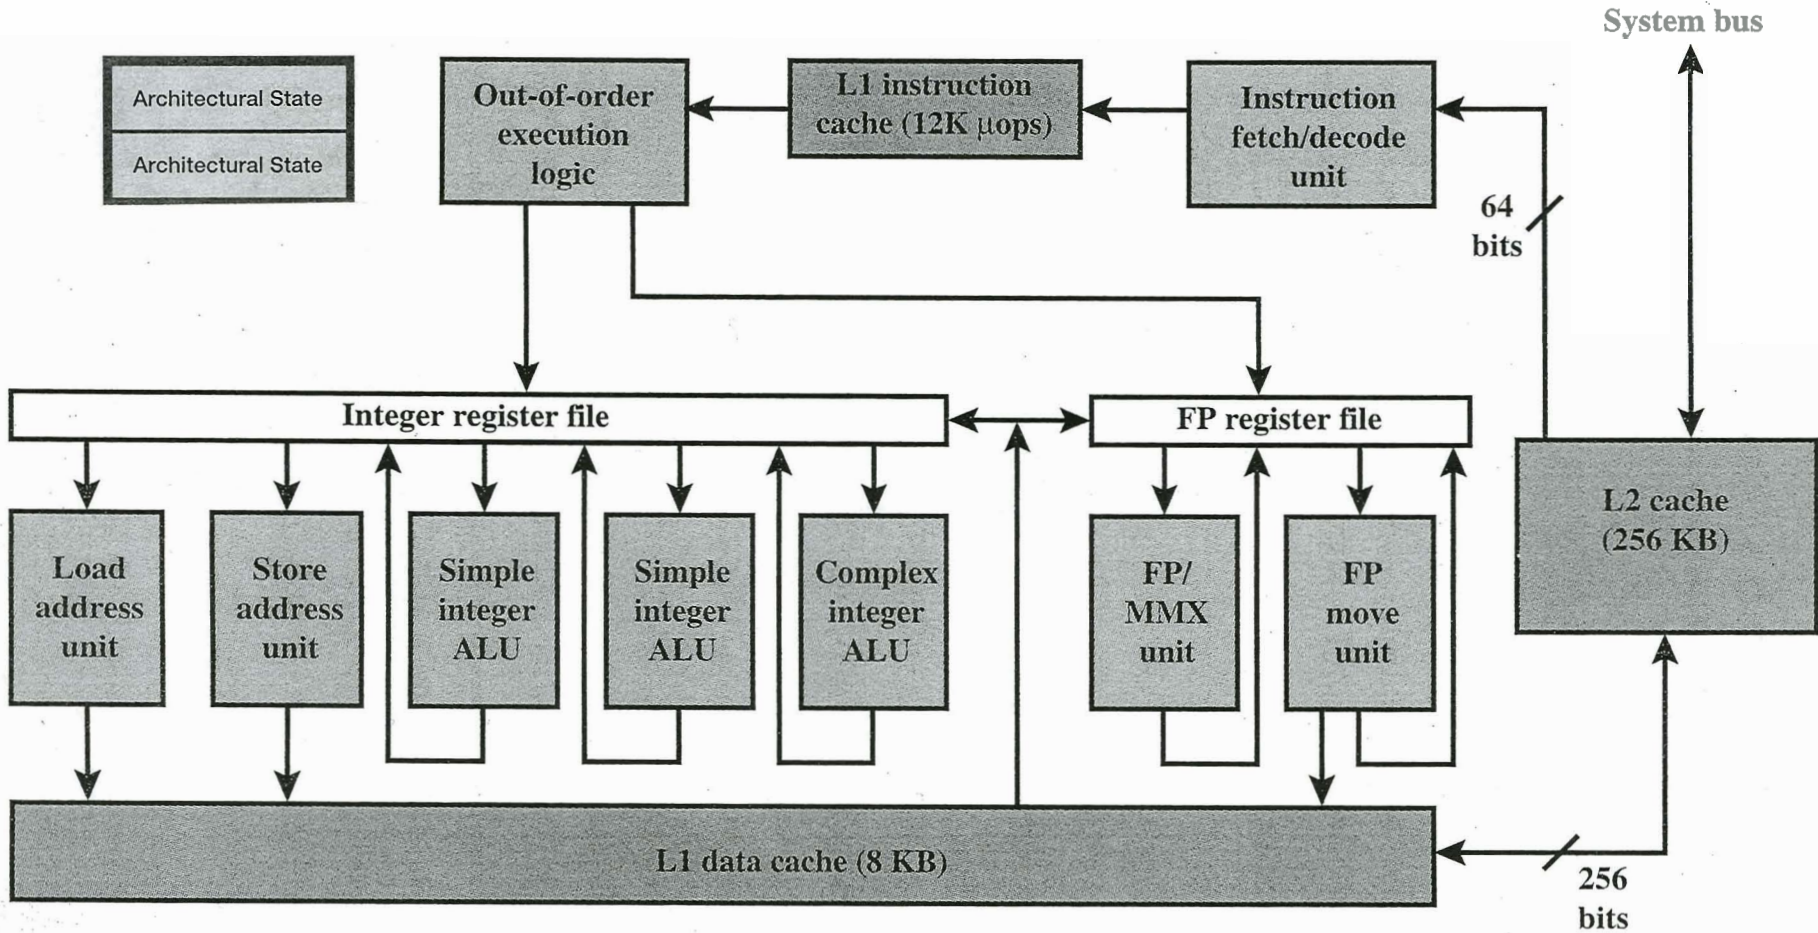 System bus
Architectural State
Architectural State
Out-of-order
execution
logic
L1 instruction
cache (12K µops)
Instruction
fetch/decode
unit
64
bits
Integer register file
FP register file
L2 cache
(256 KB)
Load
address
unit
Store
address
unit
Simple
integer
ALU
Simple
integer
ALU
Complex
integer
ALU
FP/
MMX
unit
FP
move
unit
L1 data cache (8 KB)
256
bits